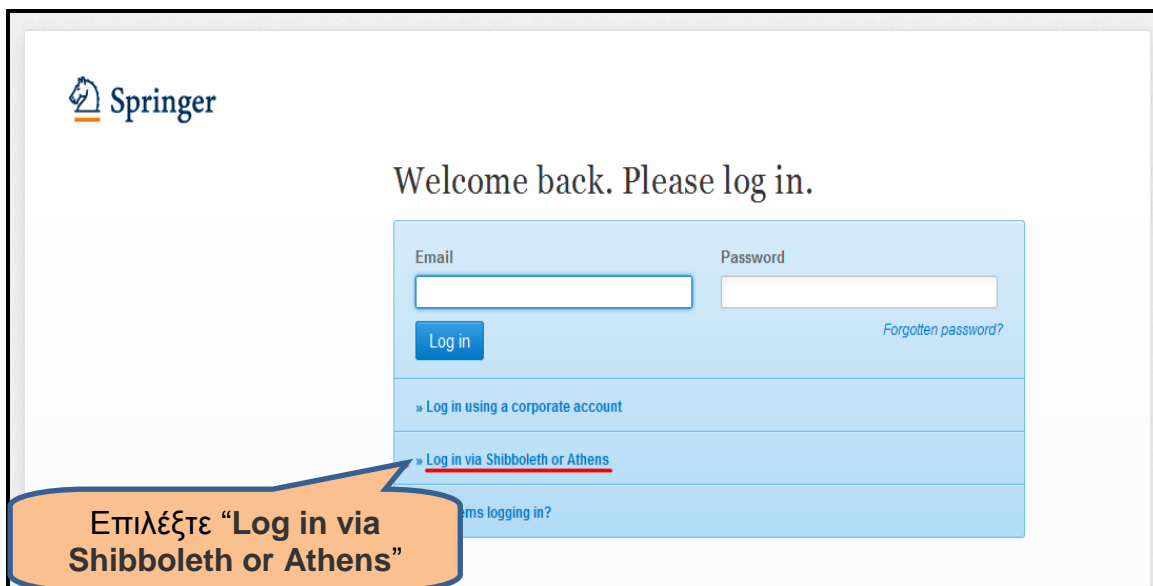 Springer
Welcome back. Please log in.
Email
Password
Log in
Forgotten password?
» Log in using a corporate account
» Log in via Shibboleth or Athens
ems logging in?
Επιλέξτε “Log in via
Shibboleth or Athens”